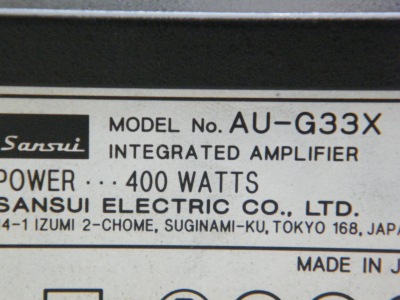 Sansui
MODEL No. AU-G33X
INTEGRATED AMPLIFIER
POWER ··· 400 WATTS
SANSUI ELECTRIC CO., LTD.
14-1 IZUMI 2-CHOME, SUGINAMI-KU, TOKYO 168, JAPA
MADE IN J